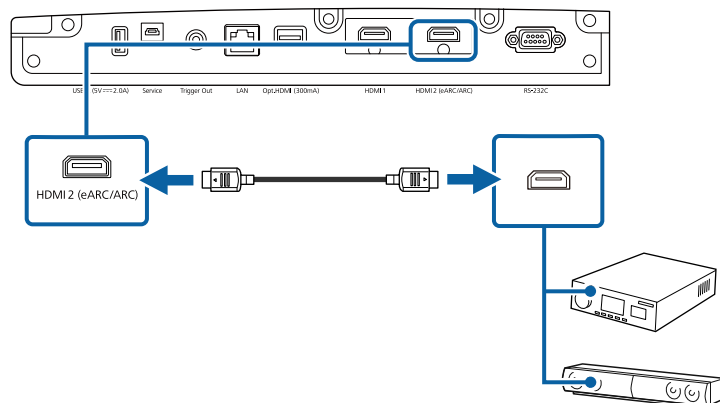 (5V⎓2.0A) Service Trigger Out LAN Opt.HDMI (300mA) HDMI1 HDMI2 (eARC/ARC) RS-232C
HDMI 2 (eARC/ARC)